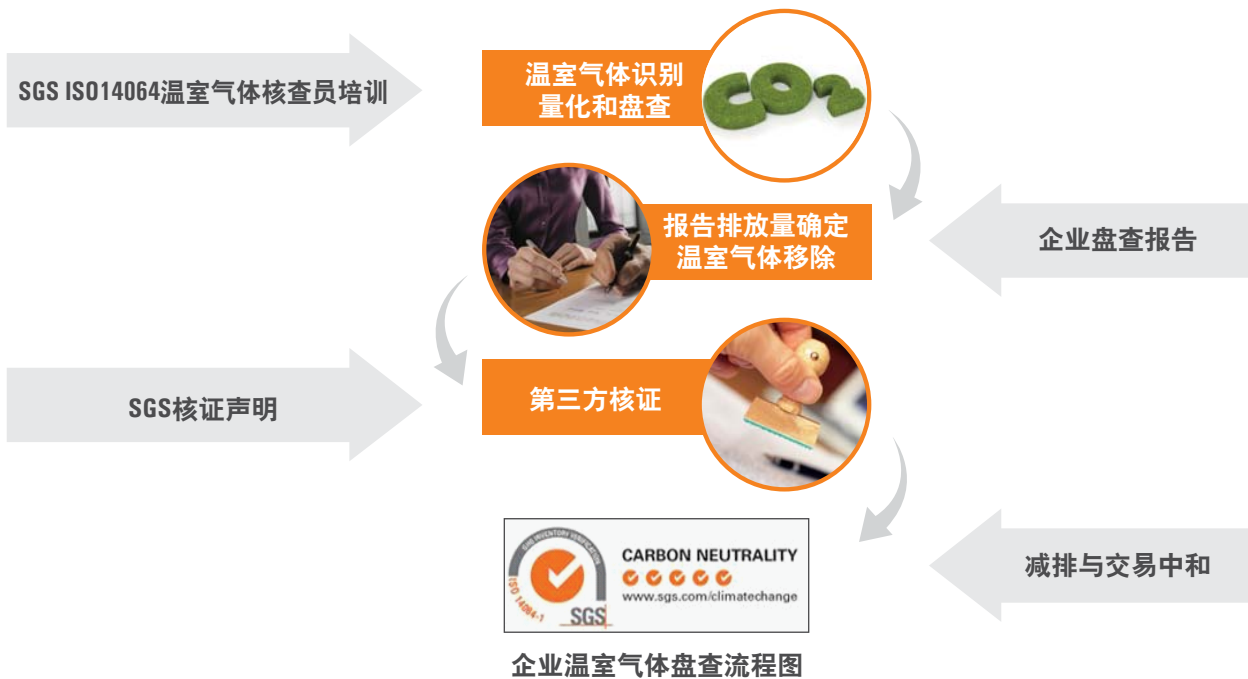 SGS ISO14064温室气体核查员培训
温室气体识别
量化和盘查
报告排放量确定
温室气体移除
企业盘查报告
SGS核证声明
第三方核证
GHG INVENTORY VERIFICATION
ISO 14064-1
SGS
CARBON NEUTRALITY
www.sgs.com/climatechange
减排与交易中和
企业温室气体盘查流程图